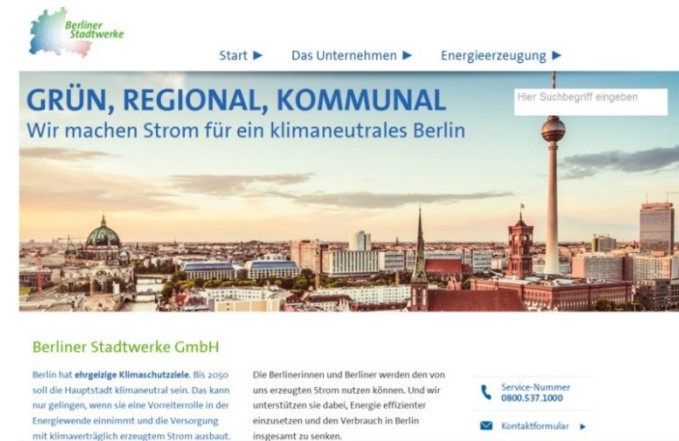 Berliner
Stadtwerke
Start ▶ Das Unternehmen ▶ Energieerzeugung ▶
GRÜN, REGIONAL, KOMMUNAL
Wir machen Strom für ein klimaneutrales Berlin
Hier Suchbegriff eingeben
Berliner Stadtwerke GmbH
Berlin hat ehrgeizige Klimaschutzziele. Bis 2050
soll die Hauptstadt klimaneutral sein. Das kann
nur gelingen, wenn sie eine Vorreiterrolle in der
Energiewende einnimmt und die Versorgung
mit klimaverträglich erzeugtem Strom ausbaut.
Die Berlinerinnen und Berliner werden den von
uns erzeugten Strom nutzen können. Und wir
unterstützen sie dabei, Energie effizienter
einzusetzen und den Verbrauch in Berlin
insgesamt zu senken.
Service-Nummer
0800.537.1000
Kontaktformular ▶